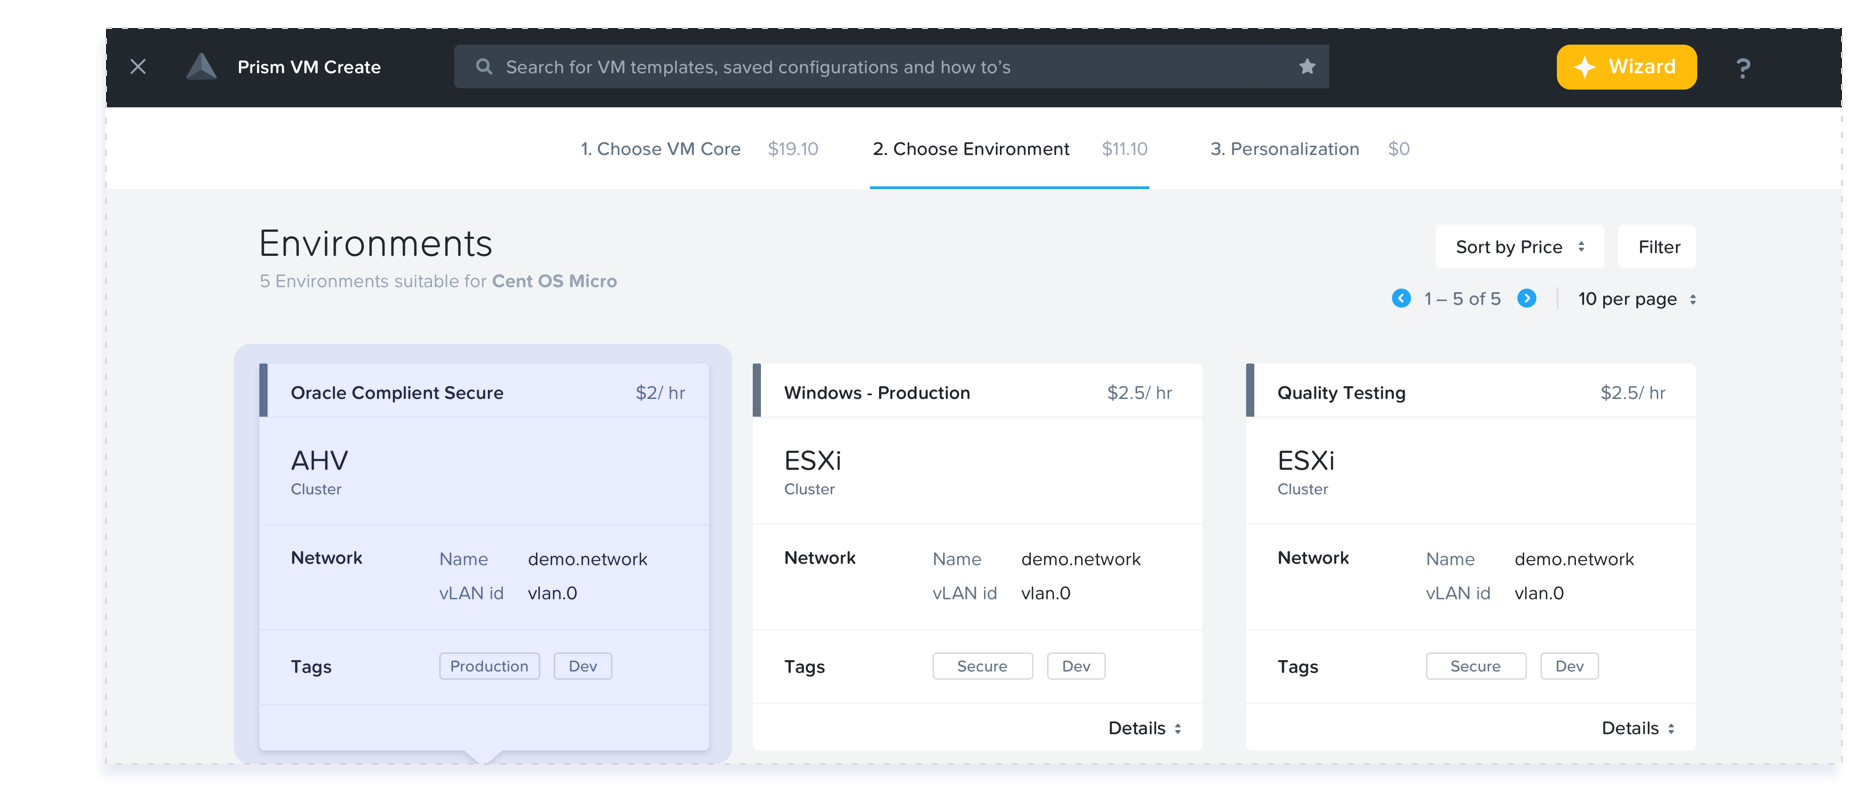 Prism VM Create
Search for VM templates, saved configurations and how to's
Wizard
?
1. Choose VM Core $19.10
2. Choose Environment $11.10
3. Personalization $0
Environments
5 Environments suitable for Cent OS Micro
Sort by Price
Filter
1 – 5 of 5
10 per page
Oracle Complient Secure $2/ hr
AHV
Cluster
Network Name demo.network
vLAN id vlan.0
Tags Production Dev
Windows - Production $2.5/ hr
ESXi
Cluster
Network Name demo.network
vLAN id vlan.0
Tags Secure Dev
Details
Quality Testing $2.5/ hr
ESXi
Cluster
Network Name demo.network
vLAN id vlan.0
Tags Secure Dev
Details